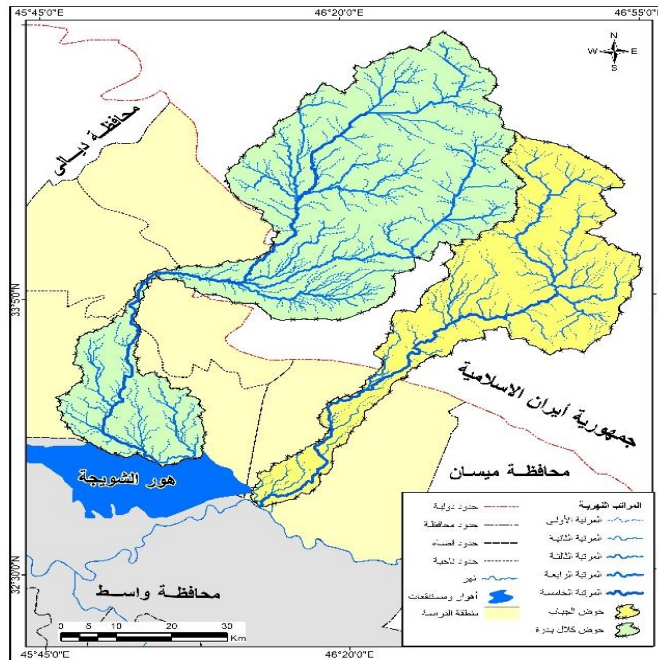 45°45'0"E
46°20'0"E
46°55'0"E
N
W
E
S
محافظة ديالى
33°5'0"N
جمهورية أيران الاسلامية
محافظة ميسان
هور الشويجة
32°30'0"N
محافظة واسط
المراتب النهرية
المرتبة الأولى
المرتبة الثانية
المرتبة الثالثة
المرتبة الرابعة
المرتبة الخامسة
حوض الجباب
حوض كلال بدرة
حدود دولية
حدود محافظة
حدود قضاء
حدود ناحية
نهر
أهوار ومستنقعات
منطقة الدراسة
0 5 10 20 30
Km
45°45'0"E
46°20'0"E